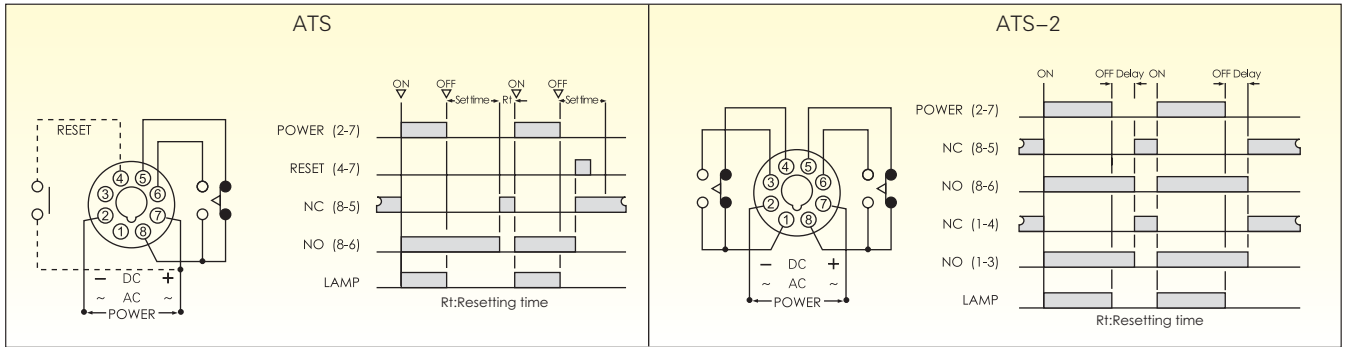 ATS
RESET
4 5
3 6
2 7
1 8
− DC +
~ AC ~
POWER
ON OFF ON OFF
Set time Rt Set time
POWER (2-7)
RESET (4-7)
NC (8-5)
NO (8-6)
LAMP
Rt:Resetting time
ATS-2
4 5
3 6
2 7
1 8
− DC +
~ AC ~
POWER
ON OFF Delay ON OFF Delay
POWER (2-7)
NC (8-5)
NO (8-6)
NC (1-4)
NO (1-3)
LAMP
Rt:Resetting time